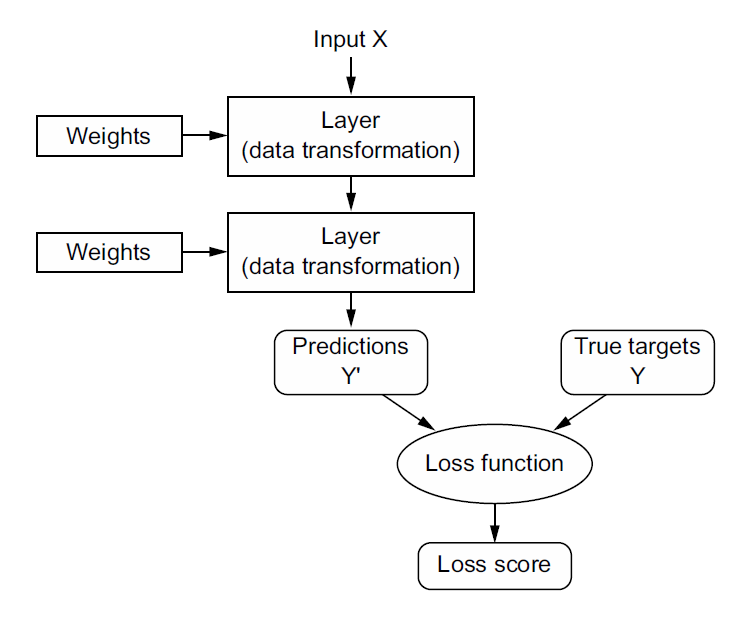 Input X
Layer
(data transformation)
Weights
Layer
(data transformation)
Weights
Predictions
Y'
True targets
Y
Loss function
Loss score